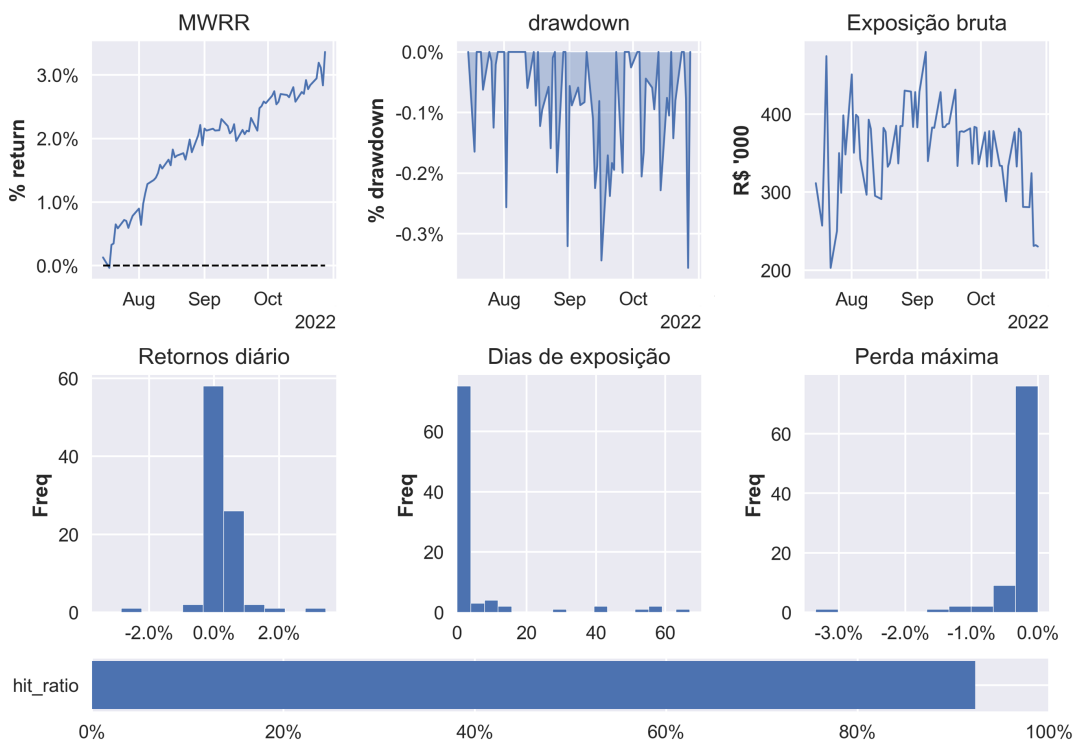 MWRR
% return
3.0%
2.0%
1.0%
0.0%
Aug Sep Oct
2022
drawdown
% drawdown
0.0%
-0.1%
-0.2%
-0.3%
Aug Sep Oct
2022
Exposição bruta
R$ '000
400
300
200
Aug Sep Oct
2022
Retornos diário
Freq
60
40
20
0
-2.0% 0.0% 2.0%
Dias de exposição
Freq
60
40
20
0
0 20 40 60
Perda máxima
Freq
60
40
20
0
-3.0% -2.0% -1.0% 0.0%
hit_ratio
0% 20% 40% 60% 80% 100%